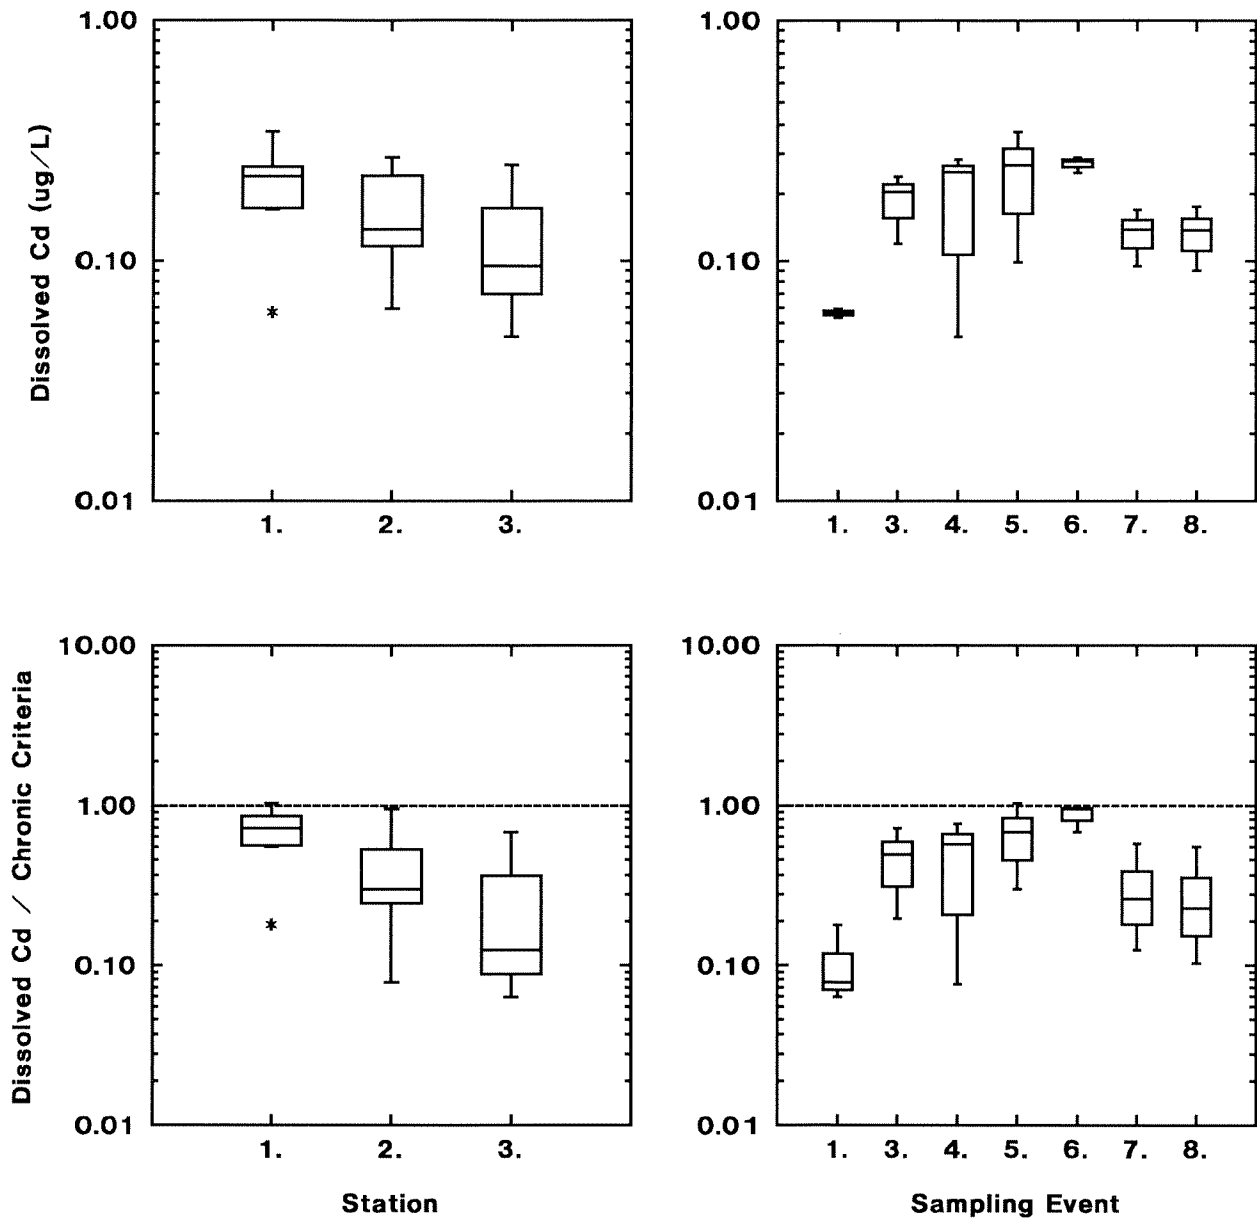 Dissolved Cd (ug/L)
1.00
0.10
0.01
*
1. 2. 3.
1.00
0.10
0.01
1. 3. 4. 5. 6. 7. 8.
Dissolved Cd / Chronic Criteria
10.00
1.00
0.10
0.01
*
1. 2. 3.
Station
10.00
1.00
0.10
0.01
1. 3. 4. 5. 6. 7. 8.
Sampling Event